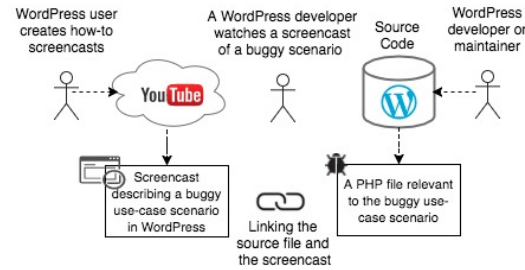 WordPress user
creates how-to
screencasts
A WordPress developer
watches a screencast
of a buggy scenario
Source
Code
WordPress
developer or
maintainer
YouTube
W
Screencast
describing a buggy
use-case scenario
in WordPress
Linking the
source file and
the screencast
A PHP file relevant
to the buggy use-
case scenario